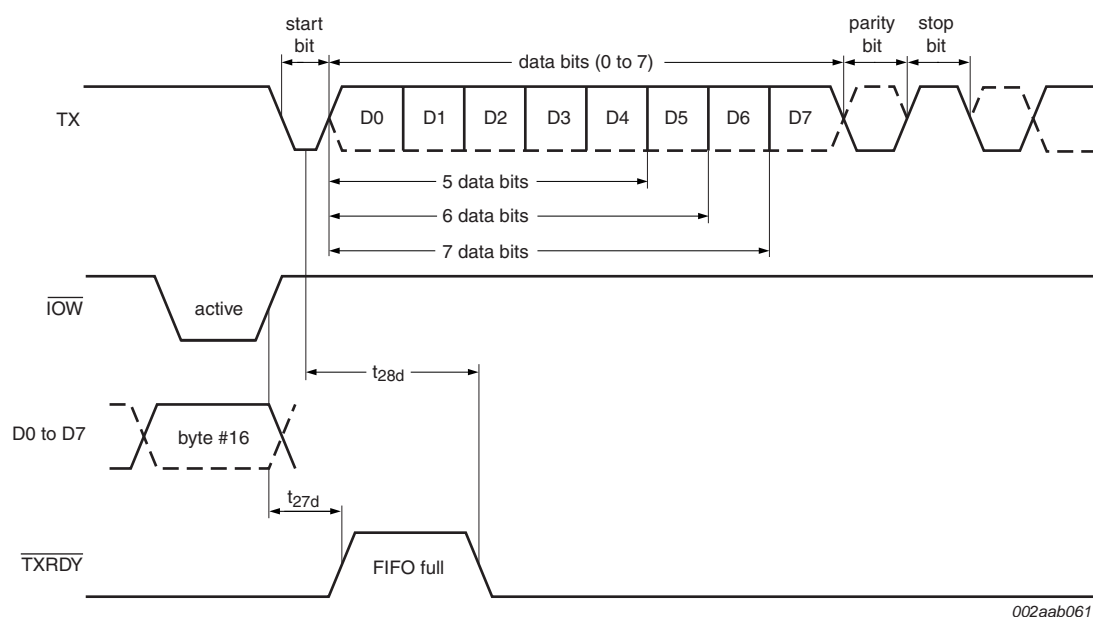 start
bit
data bits (0 to 7)
parity
bit
stop
bit
TX
D0 D1 D2 D3 D4 D5 D6 D7
5 data bits
6 data bits
7 data bits
IOW
active
t28d
D0 to D7
byte #16
t27d
TXRDY
FIFO full
002aab061